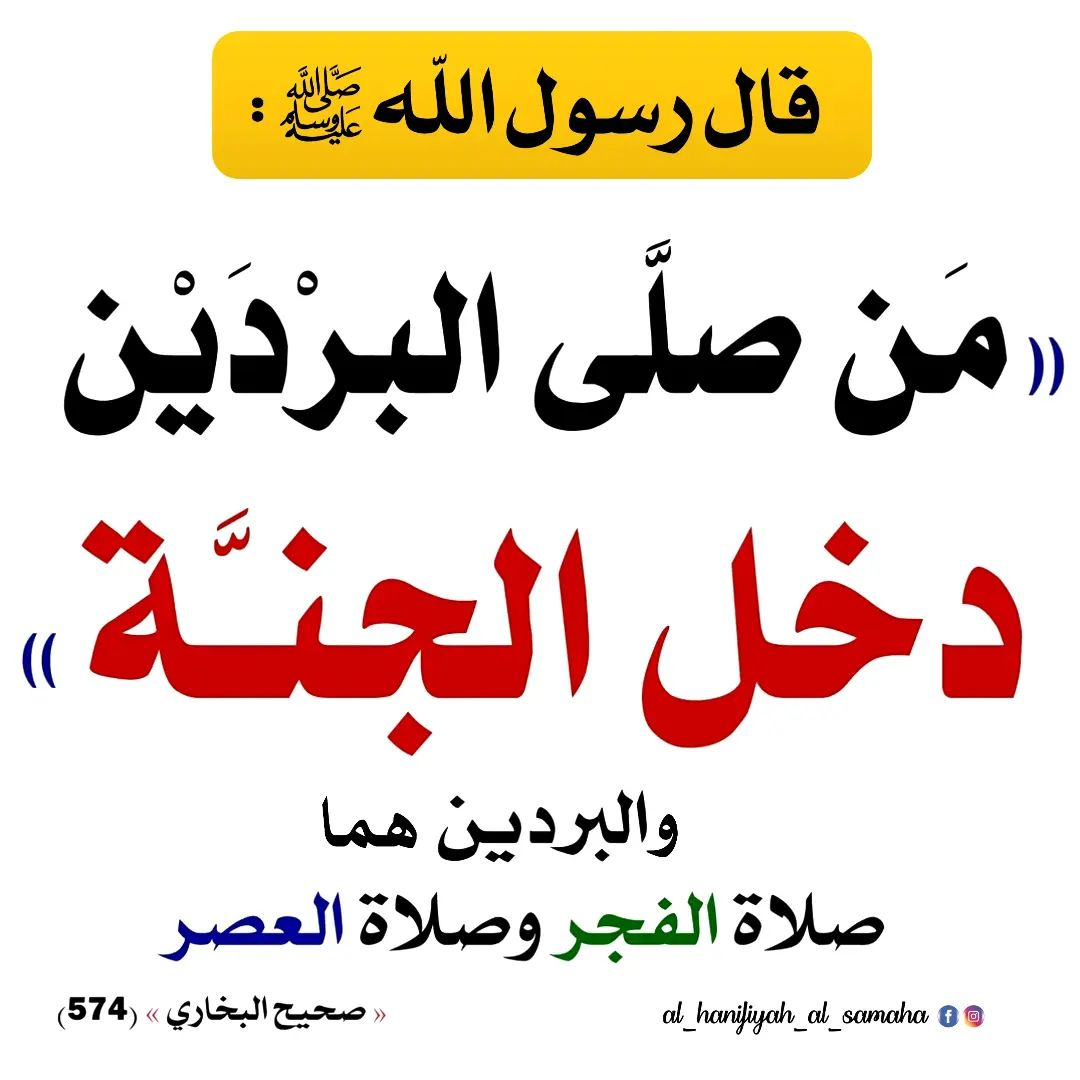 قال رسول الله ﷺ :
(( مَن صلَّى البرْدَيْن
دخل الجنـَّة ))
والبردين هما
صلاة الفجر وصلاة العصر
« صحيح البخاري » (574)
al_hanifiyah_al_samaha